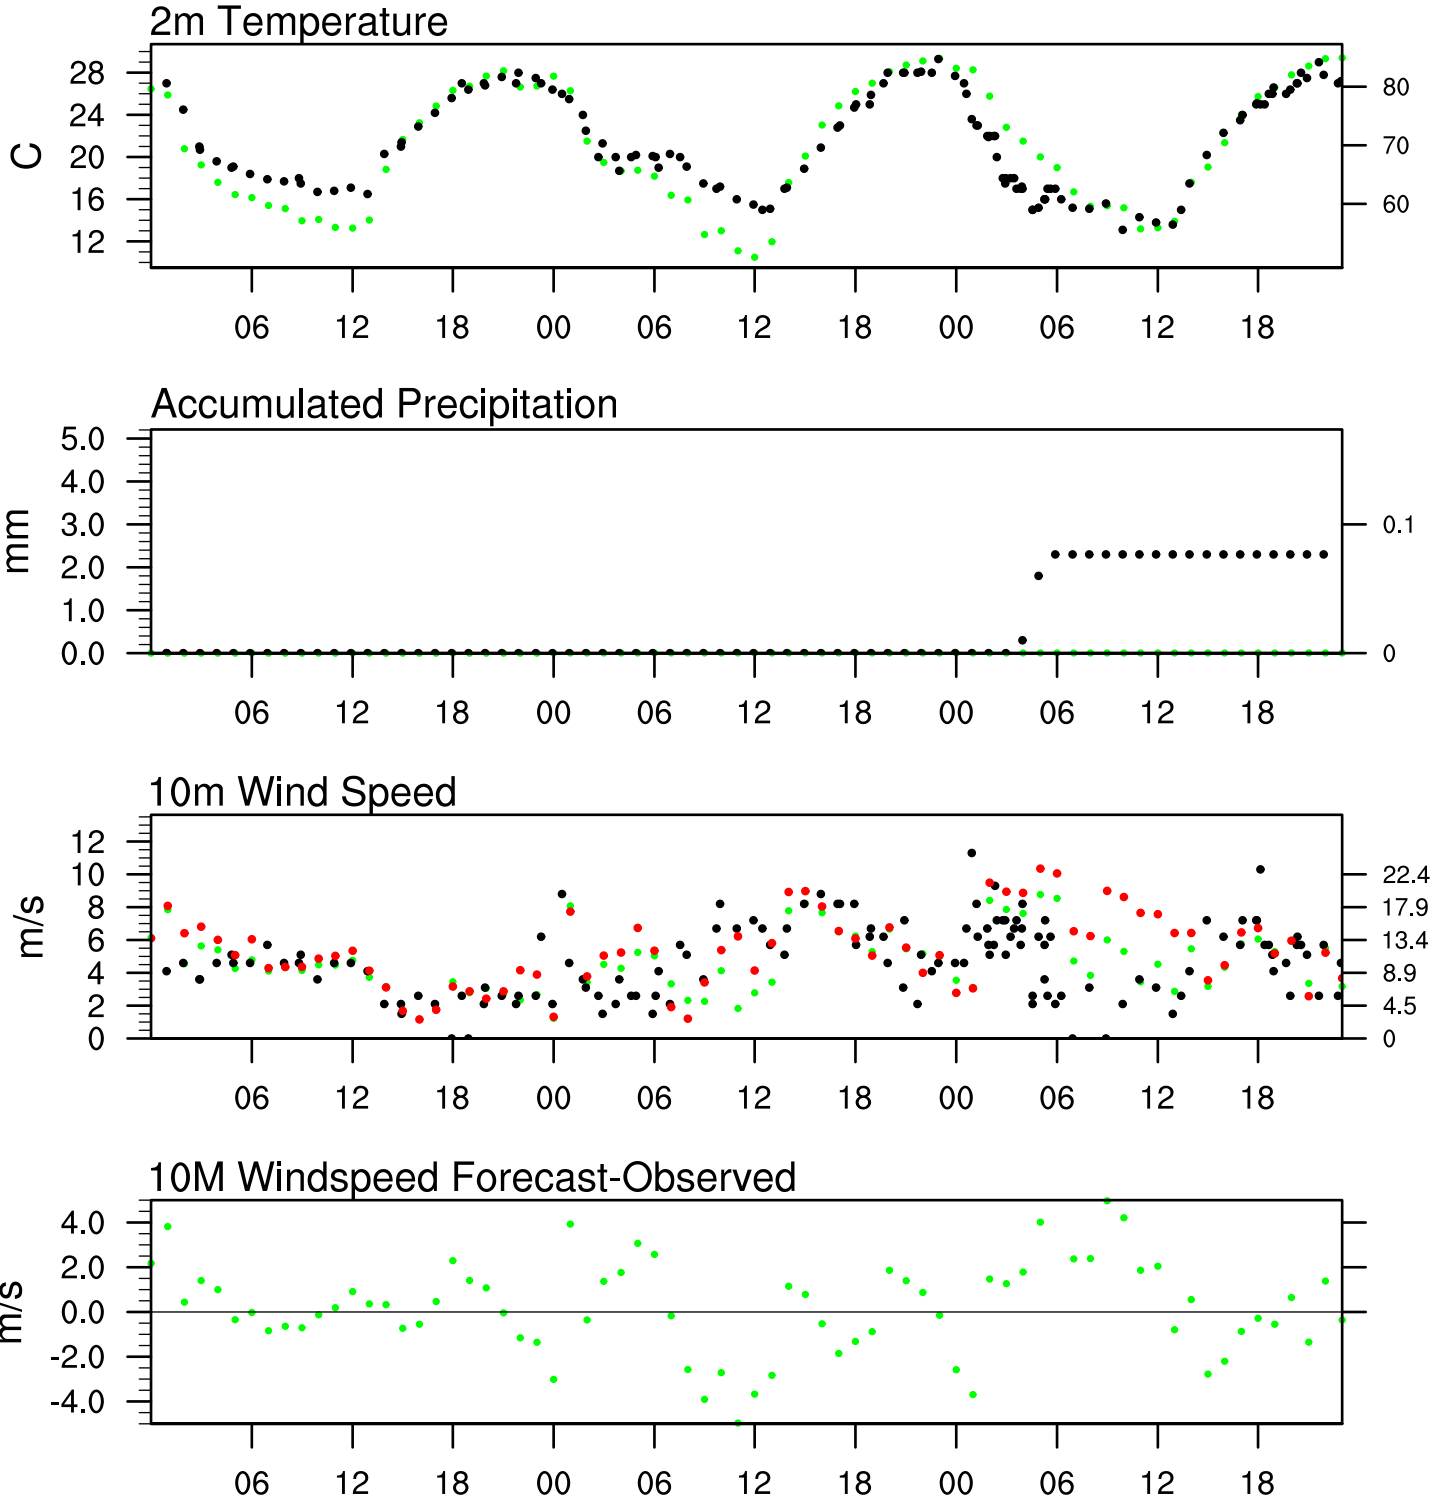 2m Temperature
28
24
20
16
12
C
80
70
60
06 12 18 00 06 12 18 00 06 12 18
Accumulated Precipitation
5.0
4.0
3.0
2.0
1.0
0.0
mm
0.1
0
06 12 18 00 06 12 18 00 06 12 18
10m Wind Speed
12
10
8
6
4
2
0
m/s
22.4
17.9
13.4
8.9
4.5
0
06 12 18 00 06 12 18 00 06 12 18
10M Windspeed Forecast-Observed
4.0
2.0
0.0
-2.0
-4.0
m/s
06 12 18 00 06 12 18 00 06 12 18